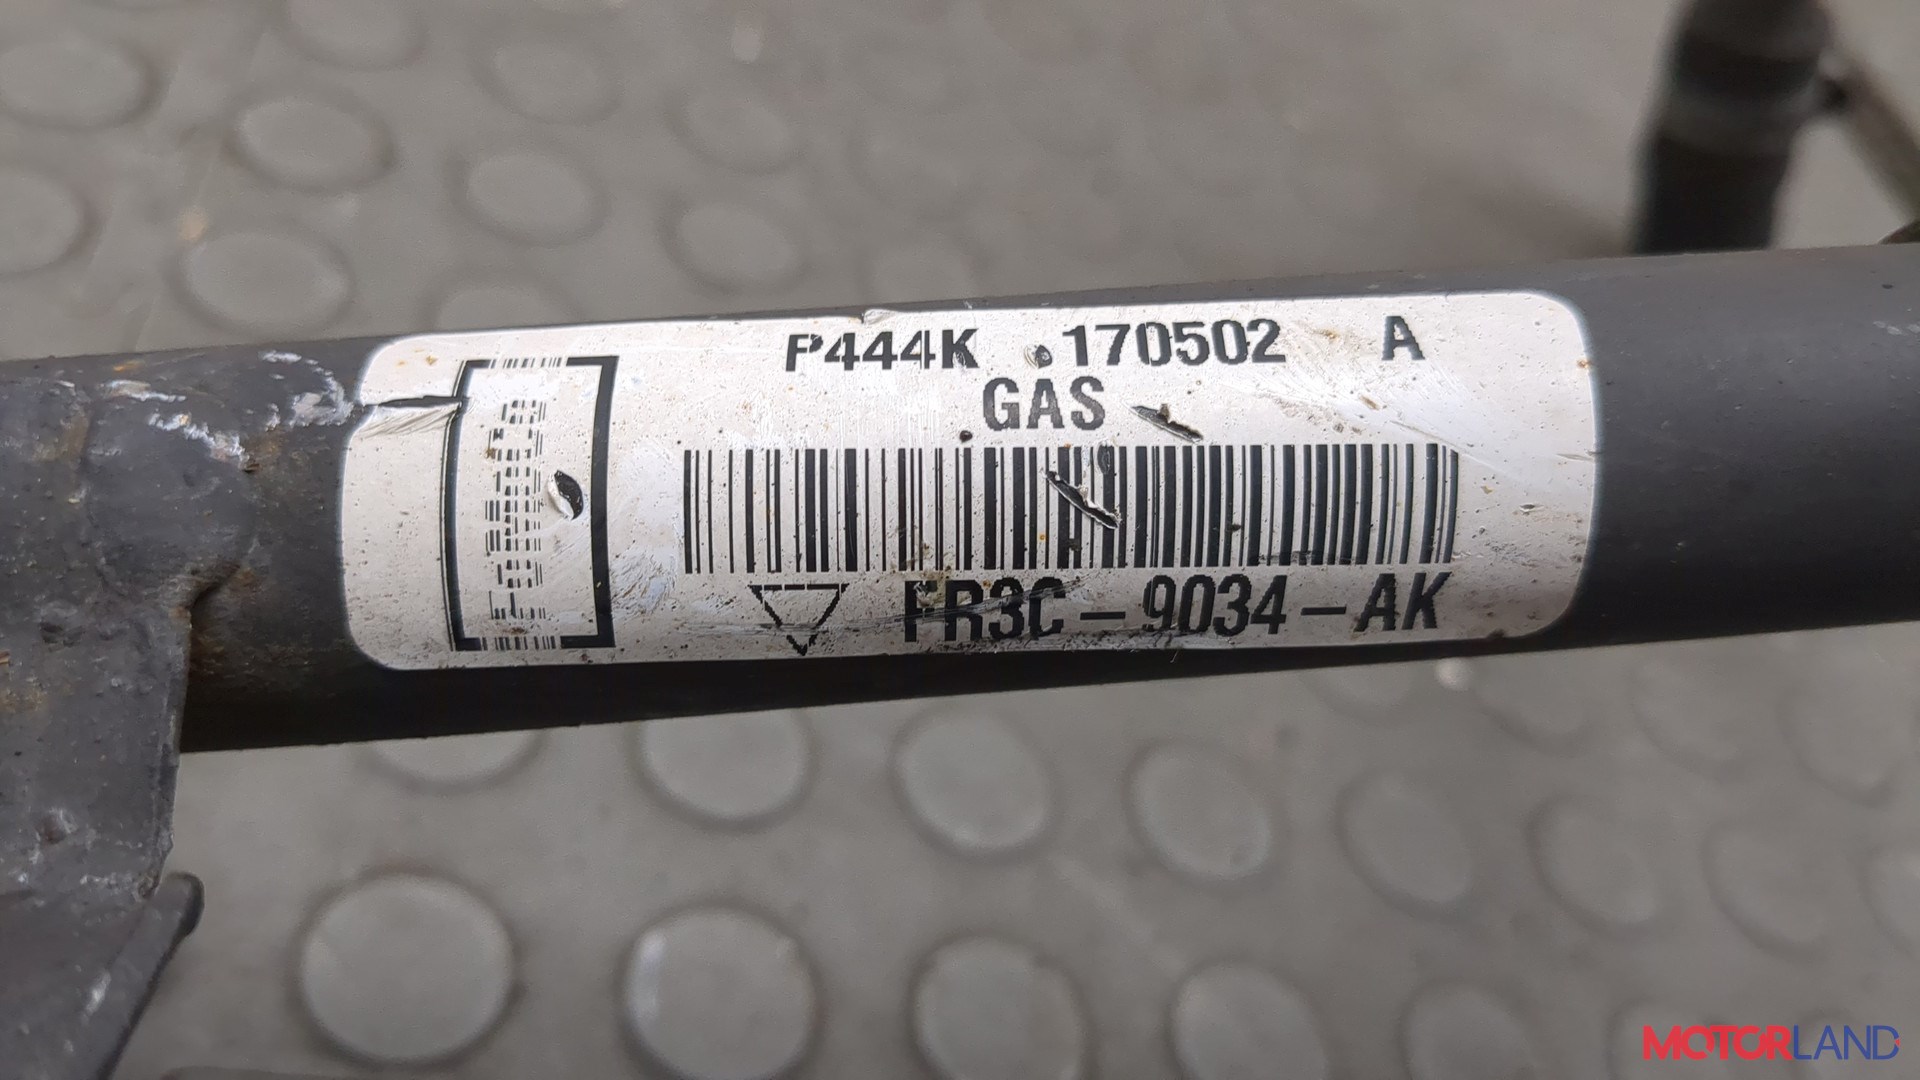 P444K 170502 A
GAS
FR3C-9034-AK
MOTORLAND